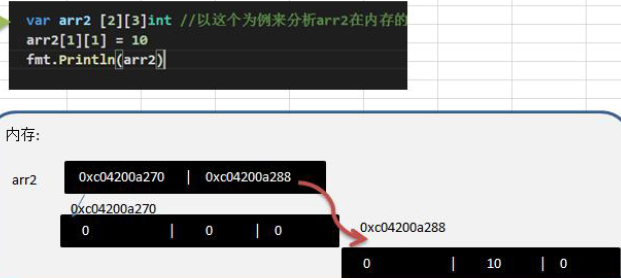 var arr2 [2][3]int //以这个为例来分析arr2在内存的
arr2[1][1] = 10
fmt.Println(arr2)
内存:
arr2
0xc04200a270 | 0xc04200a288
0xc04200a270
0 | 0 | 0
0xc04200a288
0 | 10 | 0